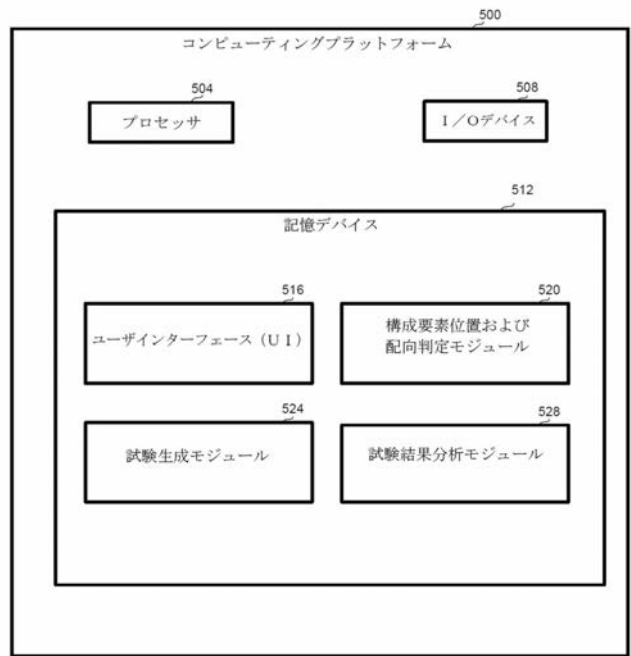 500
コンピューティングプラットフォーム
504
プロセッサ
508
I/Oデバイス
512
記憶デバイス
516
ユーザインターフェース(UI)
520
構成要素位置および
配向判定モジュール
524
試験生成モジュール
528
試験結果分析モジュール